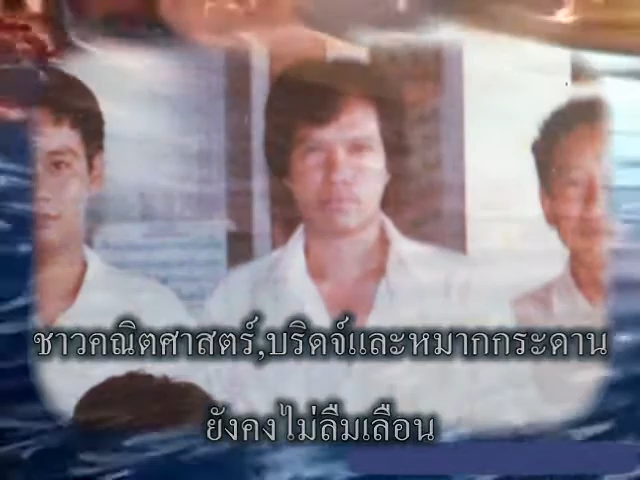 ชาวคณิตศาสตร์,บริดจ์และหมากกระดาน
ยังคงไม่ลืมเลือน